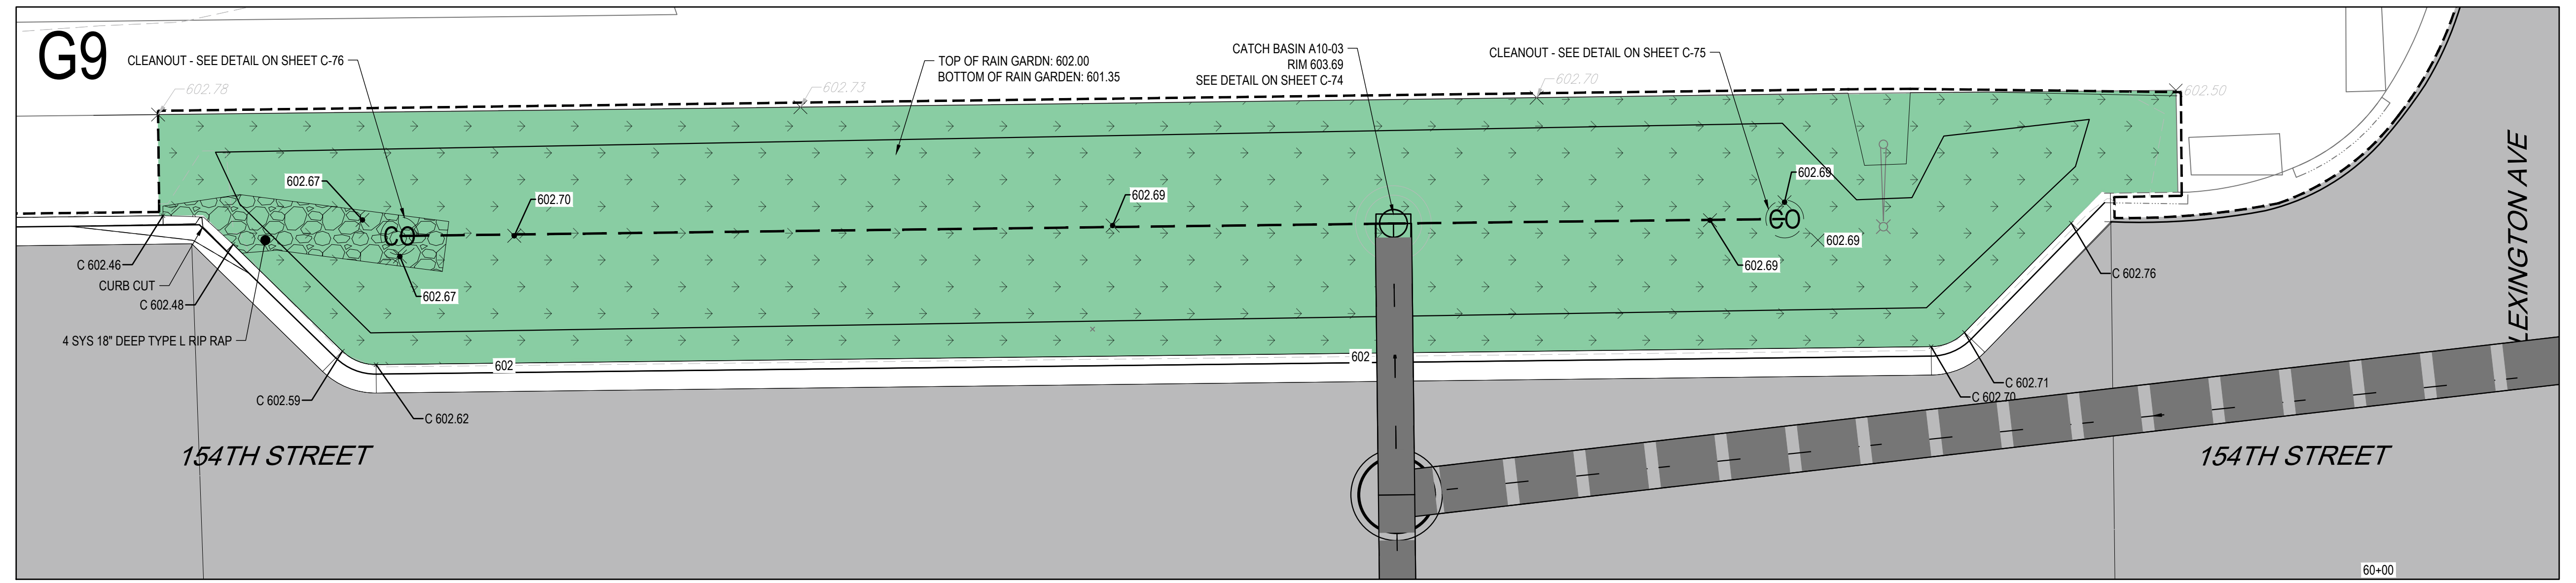 G9
CLEANOUT - SEE DETAIL ON SHEET C-76
TOP OF RAIN GARDN: 602.00
BOTTOM OF RAIN GARDEN: 601.35
CATCH BASIN A10-03
RIM 603.69
SEE DETAIL ON SHEET C-74
CLEANOUT - SEE DETAIL ON SHEET C-75
602.78
602.73
602.70
602.50
602.67
602.70
602.69
602.69
CO
CO
602.69
602.69
602.67
C 602.46
CURB CUT
C 602.48
4 SYS 18" DEEP TYPE L RIP RAP
C 602.76
LEXINGTON AVE
602
602
C 602.59
C 602.62
C 602.71
C 602.70
154TH STREET
154TH STREET
60+00